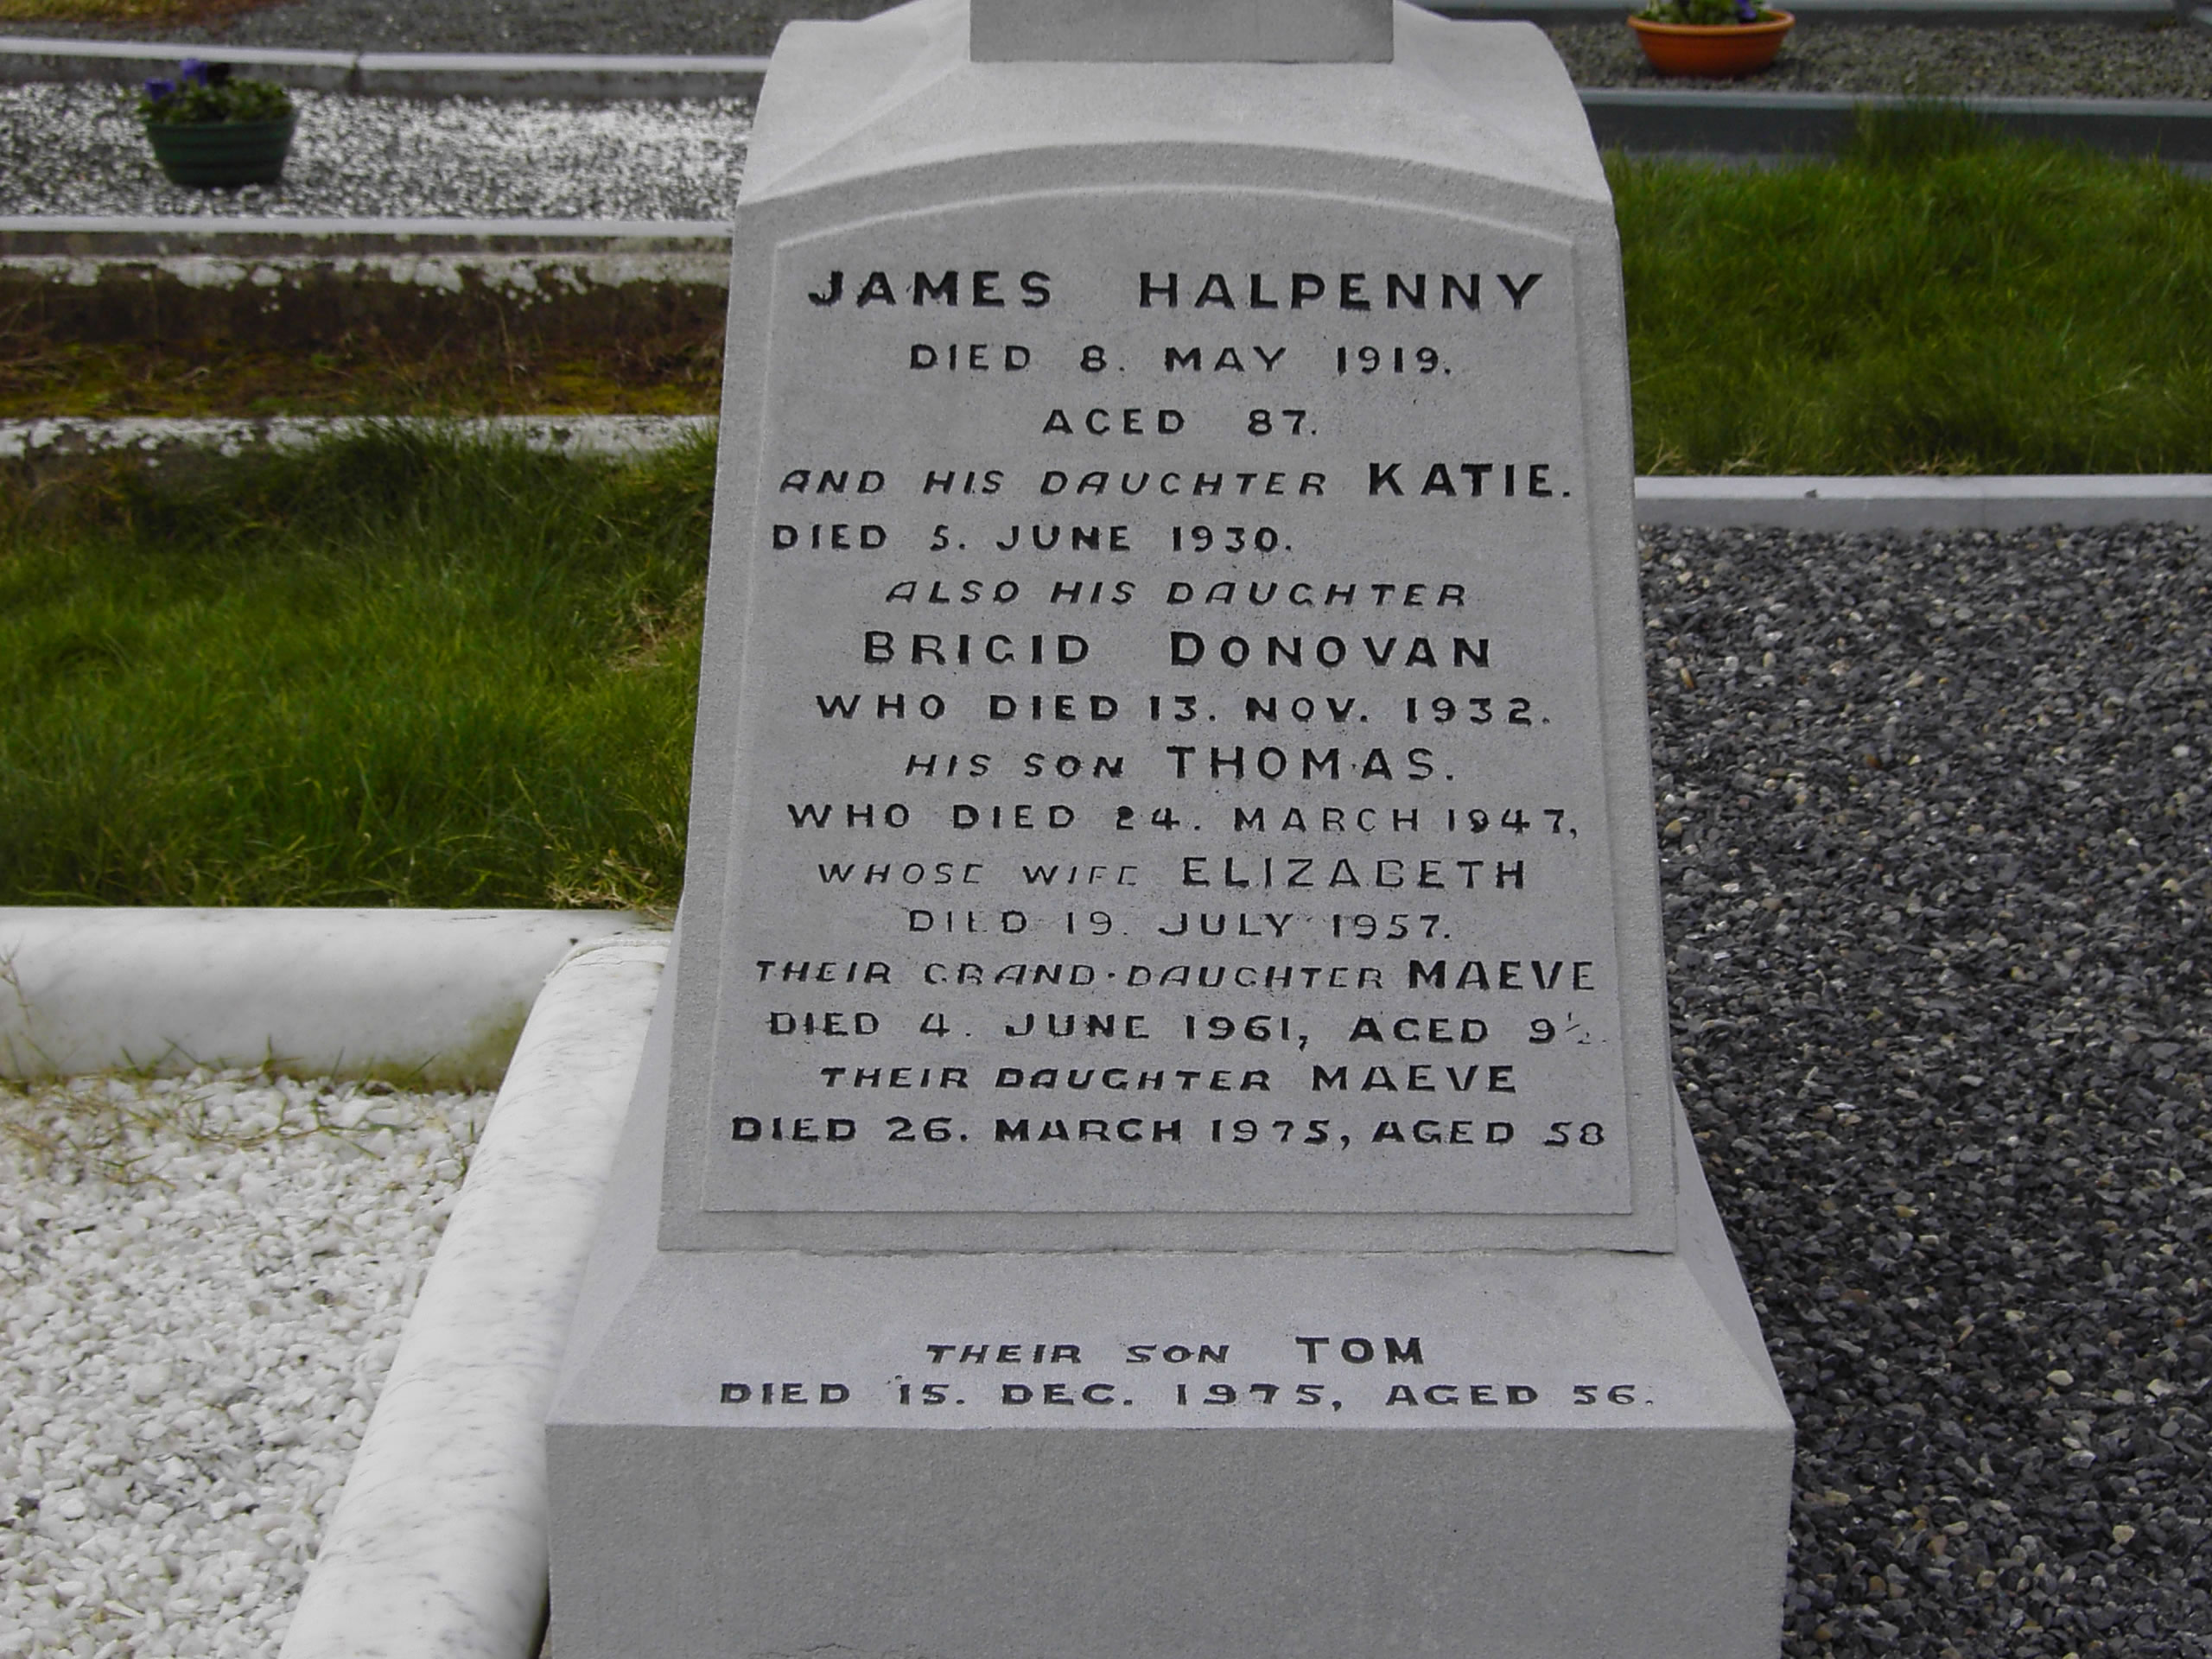 JAMES HALPENNY
DIED 8. MAY 1919.
AGED 87.
AND HIS DAUGHTER KATIE.
DIED 5. JUNE 1930.
ALSO HIS DAUGHTER
BRIGID DONOVAN
WHO DIED 13. NOV. 1932.
HIS SON THOMAS.
WHO DIED 24. MARCH 1947,
WHOSE WIFE ELIZABETH
DIED 19. JULY 1957.
THEIR GRAND·DAUGHTER MAEVE
DIED 4. JUNE 1961, AGED 9½.
THEIR DAUGHTER MAEVE
DIED 26. MARCH 1975, AGED 58
THEIR SON TOM
DIED 15. DEC. 1975, AGED 56.